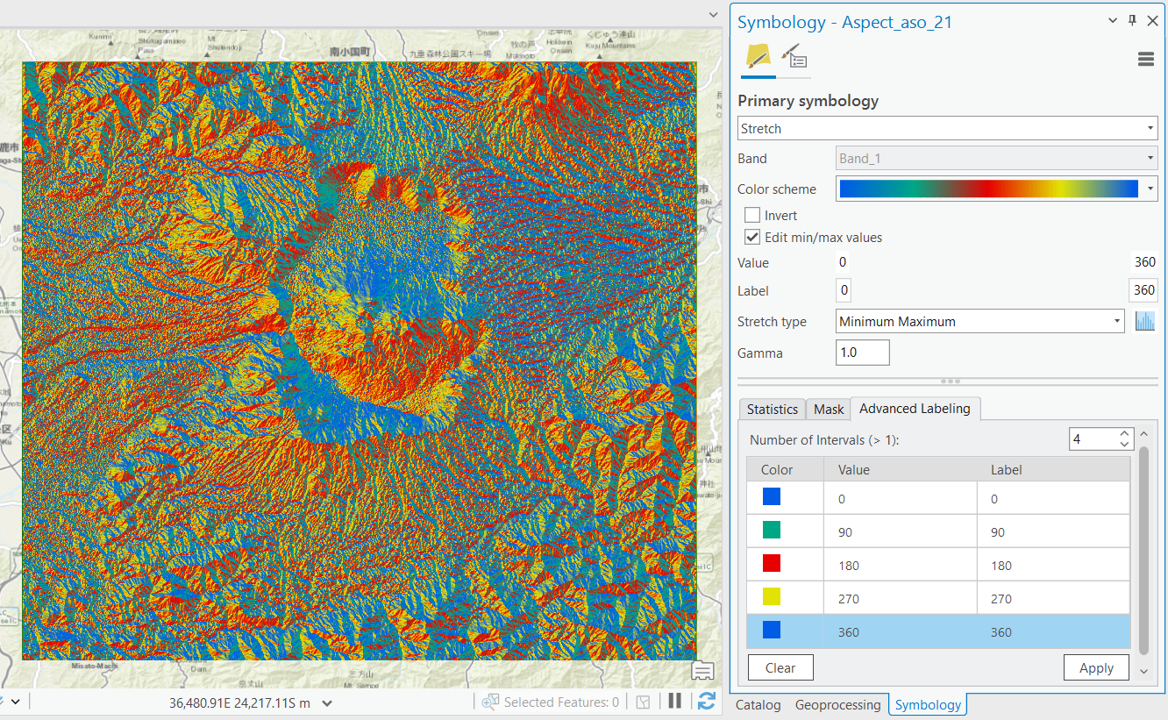 Symbology - Aspect_aso_21
Primary symbology
Stretch
Band
Band_1
Color scheme
Invert
Edit min/max values
Value
0
360
Label
0
360
Stretch type
Minimum Maximum
Gamma
1.0
Statistics
Mask
Advanced Labeling
Number of Intervals (> 1):
4
Color
Value
Label
0
0
90
90
180
180
270
270
360
360
Clear
Apply
Catalog
Geoprocessing
Symbology
南小国町
九重森林公園スキー場
Kuju Mountains
Misato-Machi
36,480.91E 24,217.11S m
Selected Features: 0